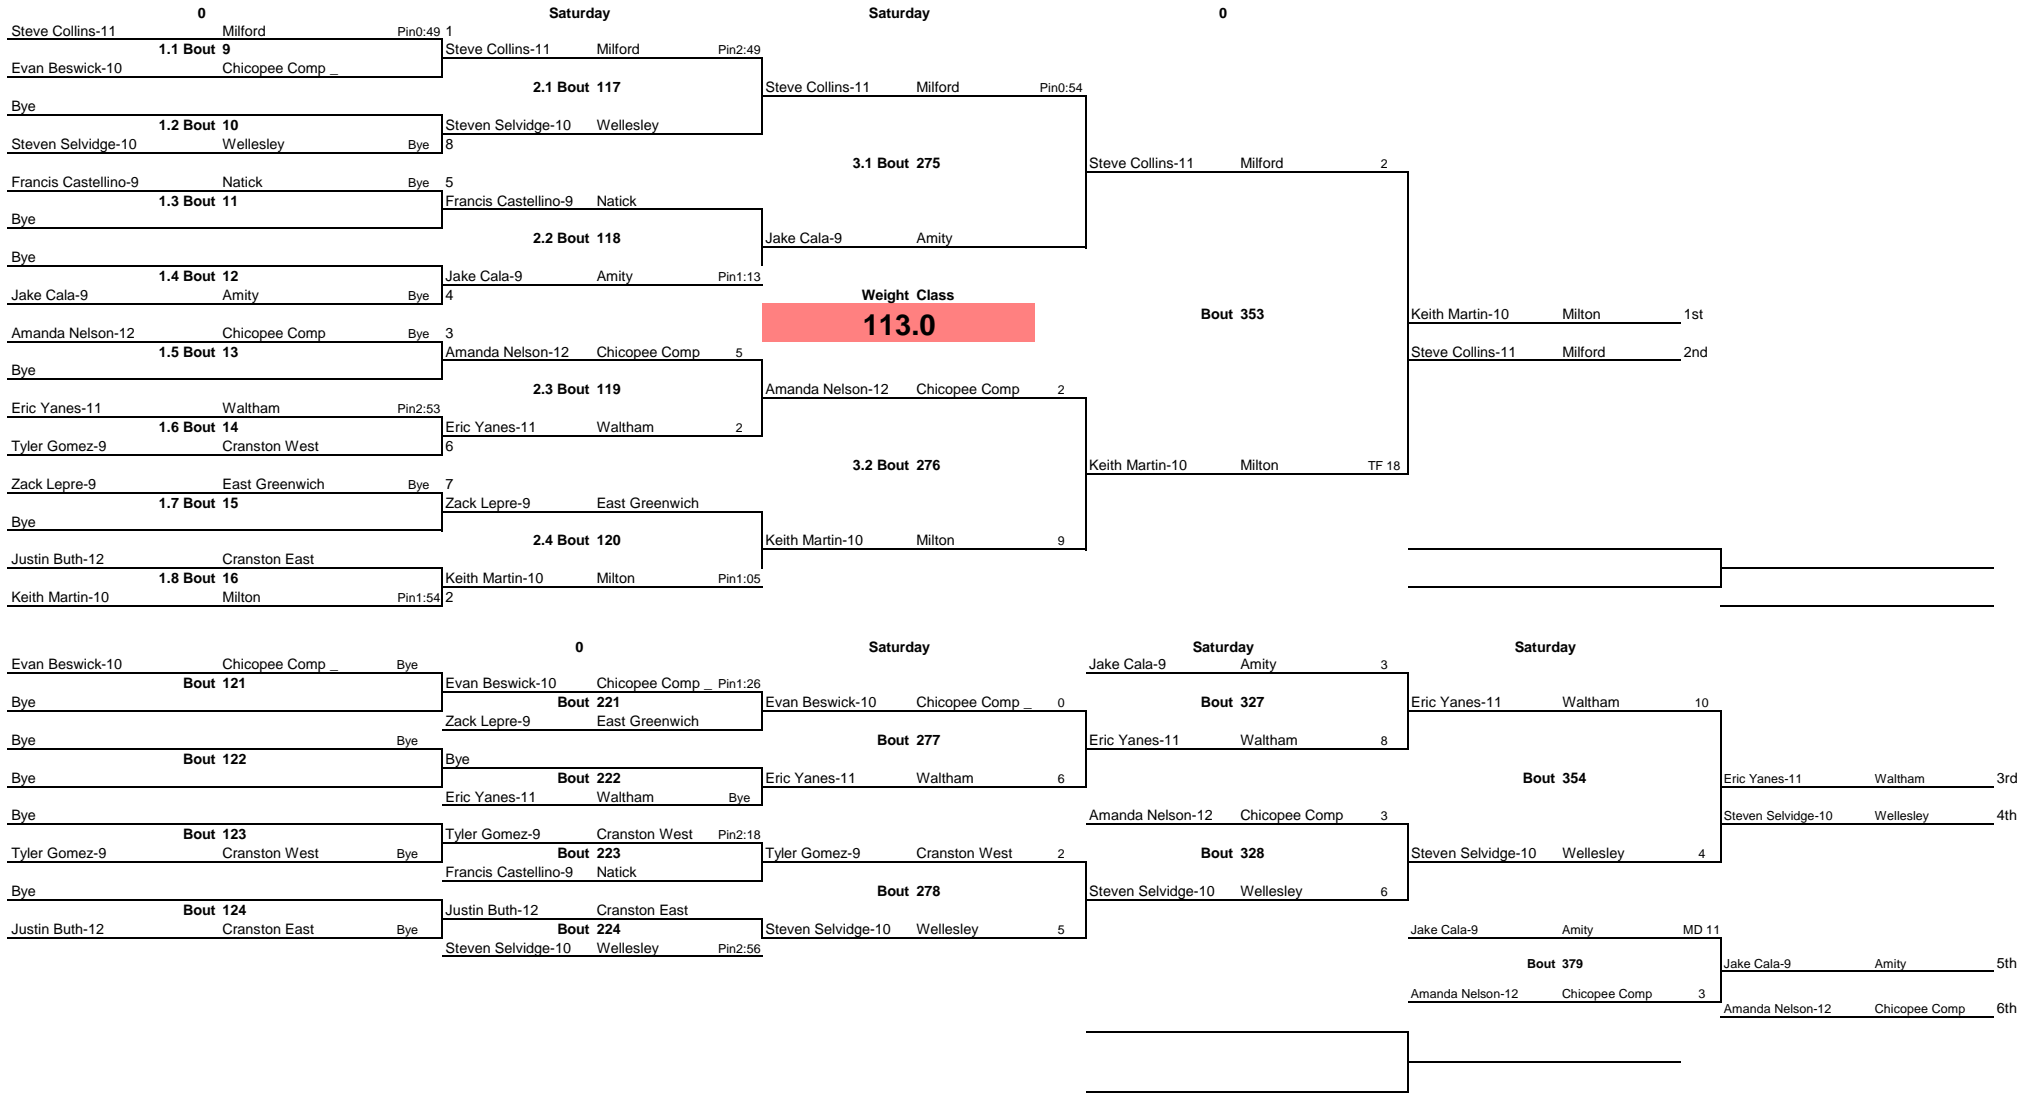 0 Saturday Saturday 0
Steve Collins-11 Milford Pin0:49 1
1.1 Bout 9 Steve Collins-11 Milford Pin2:49
Evan Beswick-10 Chicopee Comp _
2.1 Bout 117 Steve Collins-11 Milford Pin0:54
Bye
1.2 Bout 10 Steven Selvidge-10 Wellesley
Steven Selvidge-10 Wellesley Bye 8
3.1 Bout 275 Steve Collins-11 Milford 2
Francis Castellino-9 Natick Bye 5
1.3 Bout 11 Francis Castellino-9 Natick
Bye
2.2 Bout 118 Jake Cala-9 Amity
Bye
1.4 Bout 12 Jake Cala-9 Amity Pin1:13
Jake Cala-9 Amity Bye 4 Weight Class
Bout 353 Keith Martin-10 Milton 1st
113.0
Amanda Nelson-12 Chicopee Comp Bye 3
1.5 Bout 13 Amanda Nelson-12 Chicopee Comp 5 Steve Collins-11 Milford 2nd
Bye
2.3 Bout 119 Amanda Nelson-12 Chicopee Comp 2
Eric Yanes-11 Waltham Pin2:53
1.6 Bout 14 Eric Yanes-11 Waltham 2
Tyler Gomez-9 Cranston West 6
3.2 Bout 276 Keith Martin-10 Milton TF 18
Zack Lepre-9 East Greenwich Bye 7
1.7 Bout 15 Zack Lepre-9 East Greenwich
Bye
2.4 Bout 120 Keith Martin-10 Milton 9
Justin Buth-12 Cranston East
1.8 Bout 16 Keith Martin-10 Milton Pin1:05
Keith Martin-10 Milton Pin1:54 2
0 Saturday Saturday Saturday
Evan Beswick-10 Chicopee Comp _ Bye Jake Cala-9 Amity 3
Bout 121 Evan Beswick-10 Chicopee Comp _ Pin1:26
Bye Bout 221 Evan Beswick-10 Chicopee Comp _ 0 Bout 327 Eric Yanes-11 Waltham 10
Zack Lepre-9 East Greenwich
Bye Bye Bout 277 Eric Yanes-11 Waltham 8
Bout 122 Bye
Bye Bout 222 Eric Yanes-11 Waltham 6 Bout 354 Eric Yanes-11 Waltham 3rd
Eric Yanes-11 Waltham Bye
Bye Amanda Nelson-12 Chicopee Comp 3 Steven Selvidge-10 Wellesley 4th
Bout 123 Tyler Gomez-9 Cranston West Pin2:18
Tyler Gomez-9 Cranston West Bye Bout 223 Tyler Gomez-9 Cranston West 2 Bout 328 Steven Selvidge-10 Wellesley 4
Francis Castellino-9 Natick
Bye Bout 278 Steven Selvidge-10 Wellesley 6
Bout 124 Justin Buth-12 Cranston East
Justin Buth-12 Cranston East Bye Bout 224 Steven Selvidge-10 Wellesley 5 Jake Cala-9 Amity MD 11
Steven Selvidge-10 Wellesley Pin2:56
Bout 379 Jake Cala-9 Amity 5th
Amanda Nelson-12 Chicopee Comp 3
Amanda Nelson-12 Chicopee Comp 6th